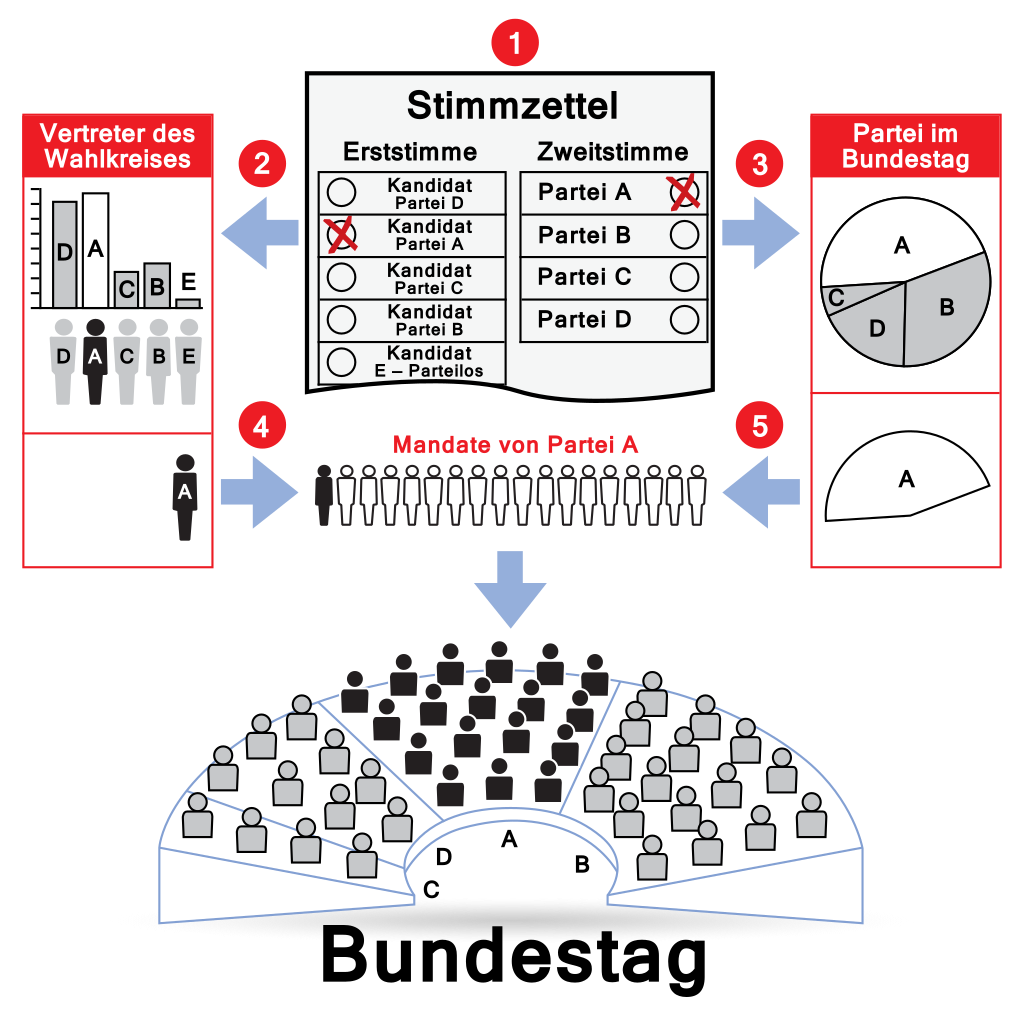 1
Stimmzettel
Erststimme
Zweitstimme
Kandidat
Partei D
Kandidat
Partei A
Kandidat
Partei C
Kandidat
Partei B
Kandidat
E – Parteilos
Partei A
Partei B
Partei C
Partei D
2
Vertreter des
Wahlkreises
D
A
C
B
E
D
A
C
B
E
3
Partei im
Bundestag
A
B
C
D
4
A
Mandate von Partei A
5
A
A
D
B
C
Bundestag